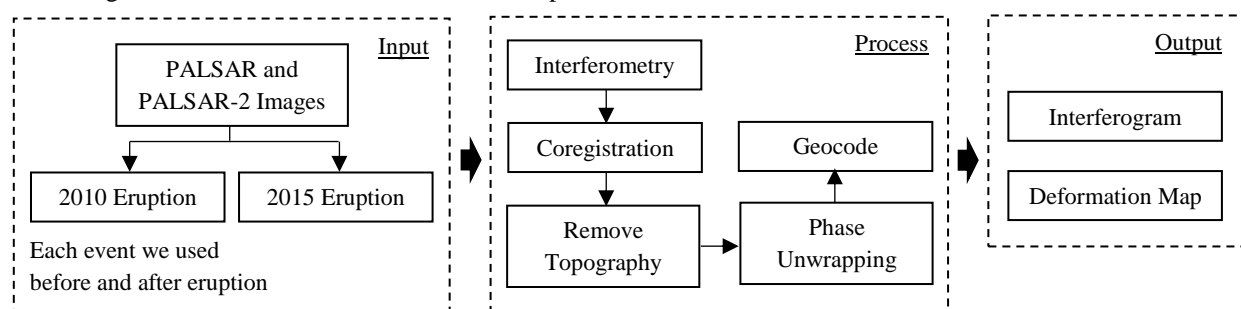 Input
PALSAR and
PALSAR-2 Images
2010 Eruption
2015 Eruption
Each event we used
before and after eruption
Process
Interferometry
Coregistration
Remove
Topography
Phase
Unwrapping
Geocode
Output
Interferogram
Deformation Map